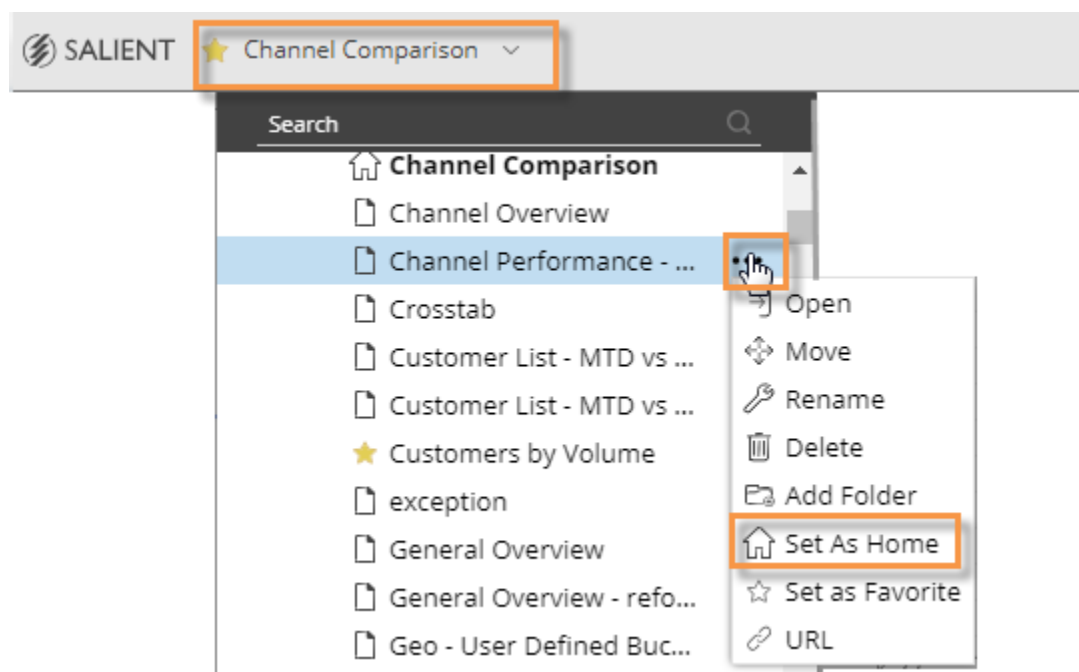 SALIENT Channel Comparison
Search
Channel Comparison
Channel Overview
Channel Performance - ...
Crosstab
Customer List - MTD vs ...
Customer List - MTD vs ...
Customers by Volume
exception
General Overview
General Overview - refo...
Geo - User Defined Buc...
Open
Move
Rename
Delete
Add Folder
Set As Home
Set as Favorite
URL